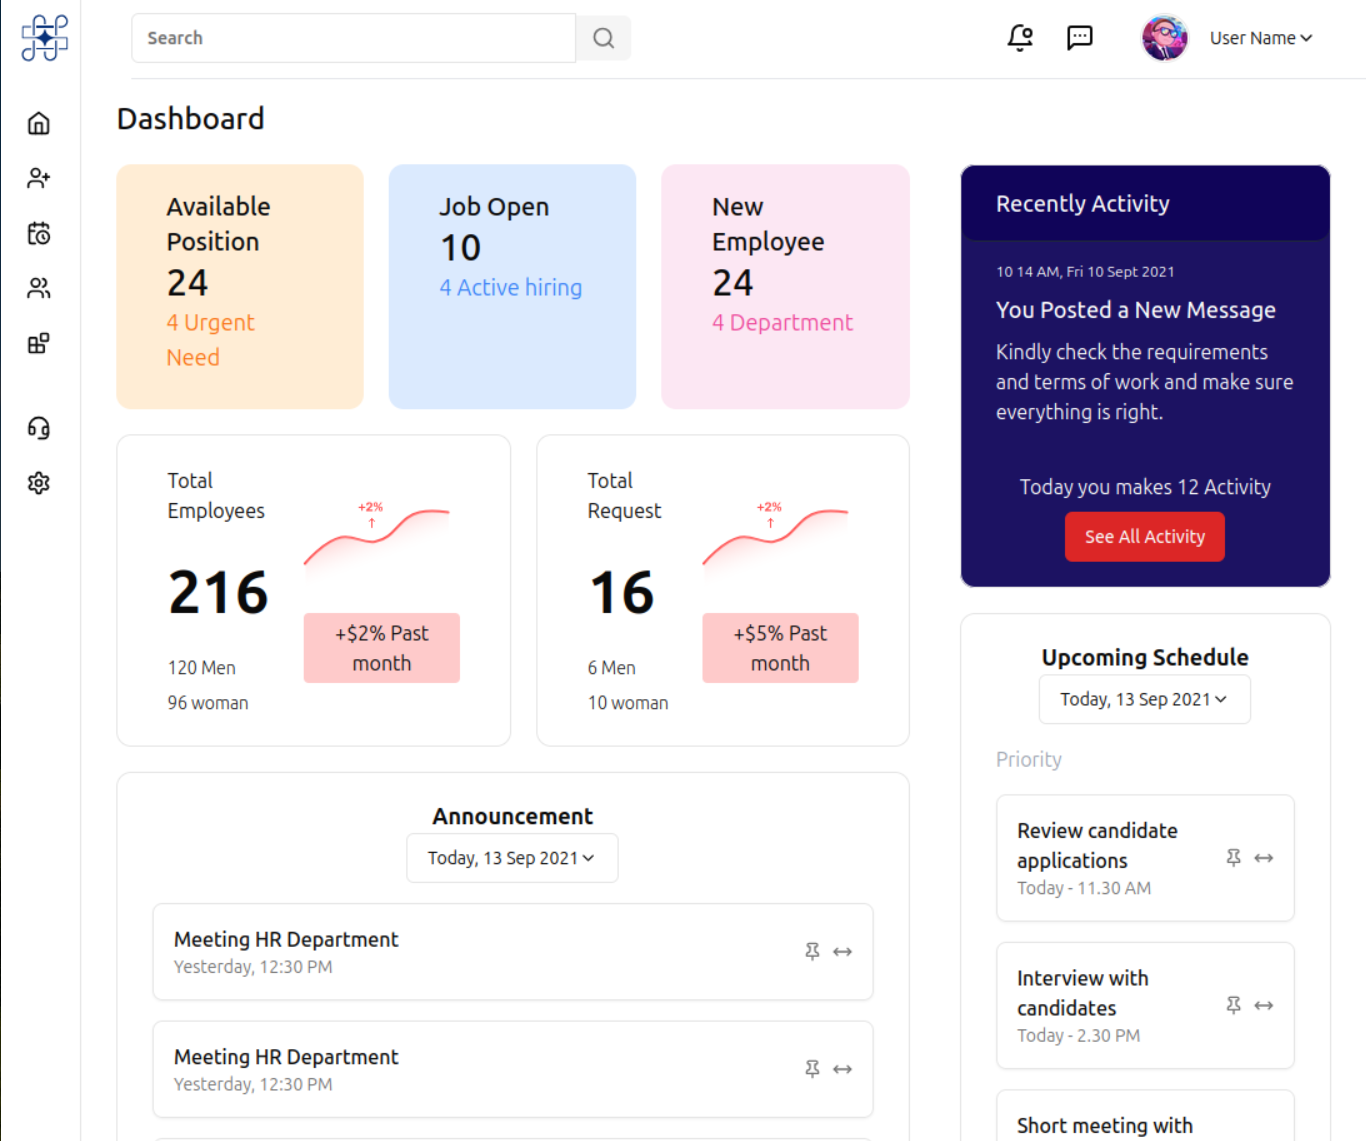 Search
User Name
Dashboard
Available
Position
24
4 Urgent
Need
Job Open
10
4 Active hiring
New
Employee
24
4 Department
Recently Activity
10 14 AM, Fri 10 Sept 2021
You Posted a New Message
Kindly check the requirements
and terms of work and make sure
everything is right.
Today you makes 12 Activity
See All Activity
Total
Employees
216
120 Men
96 woman
+2%
↑
+$2% Past
month
Total
Request
16
6 Men
10 woman
+2%
↑
+$5% Past
month
Announcement
Today, 13 Sep 2021
Meeting HR Department
Yesterday, 12:30 PM
Meeting HR Department
Yesterday, 12:30 PM
Upcoming Schedule
Today, 13 Sep 2021
Priority
Review candidate
applications
Today - 11.30 AM
Interview with
candidates
Today - 2.30 PM
Short meeting with